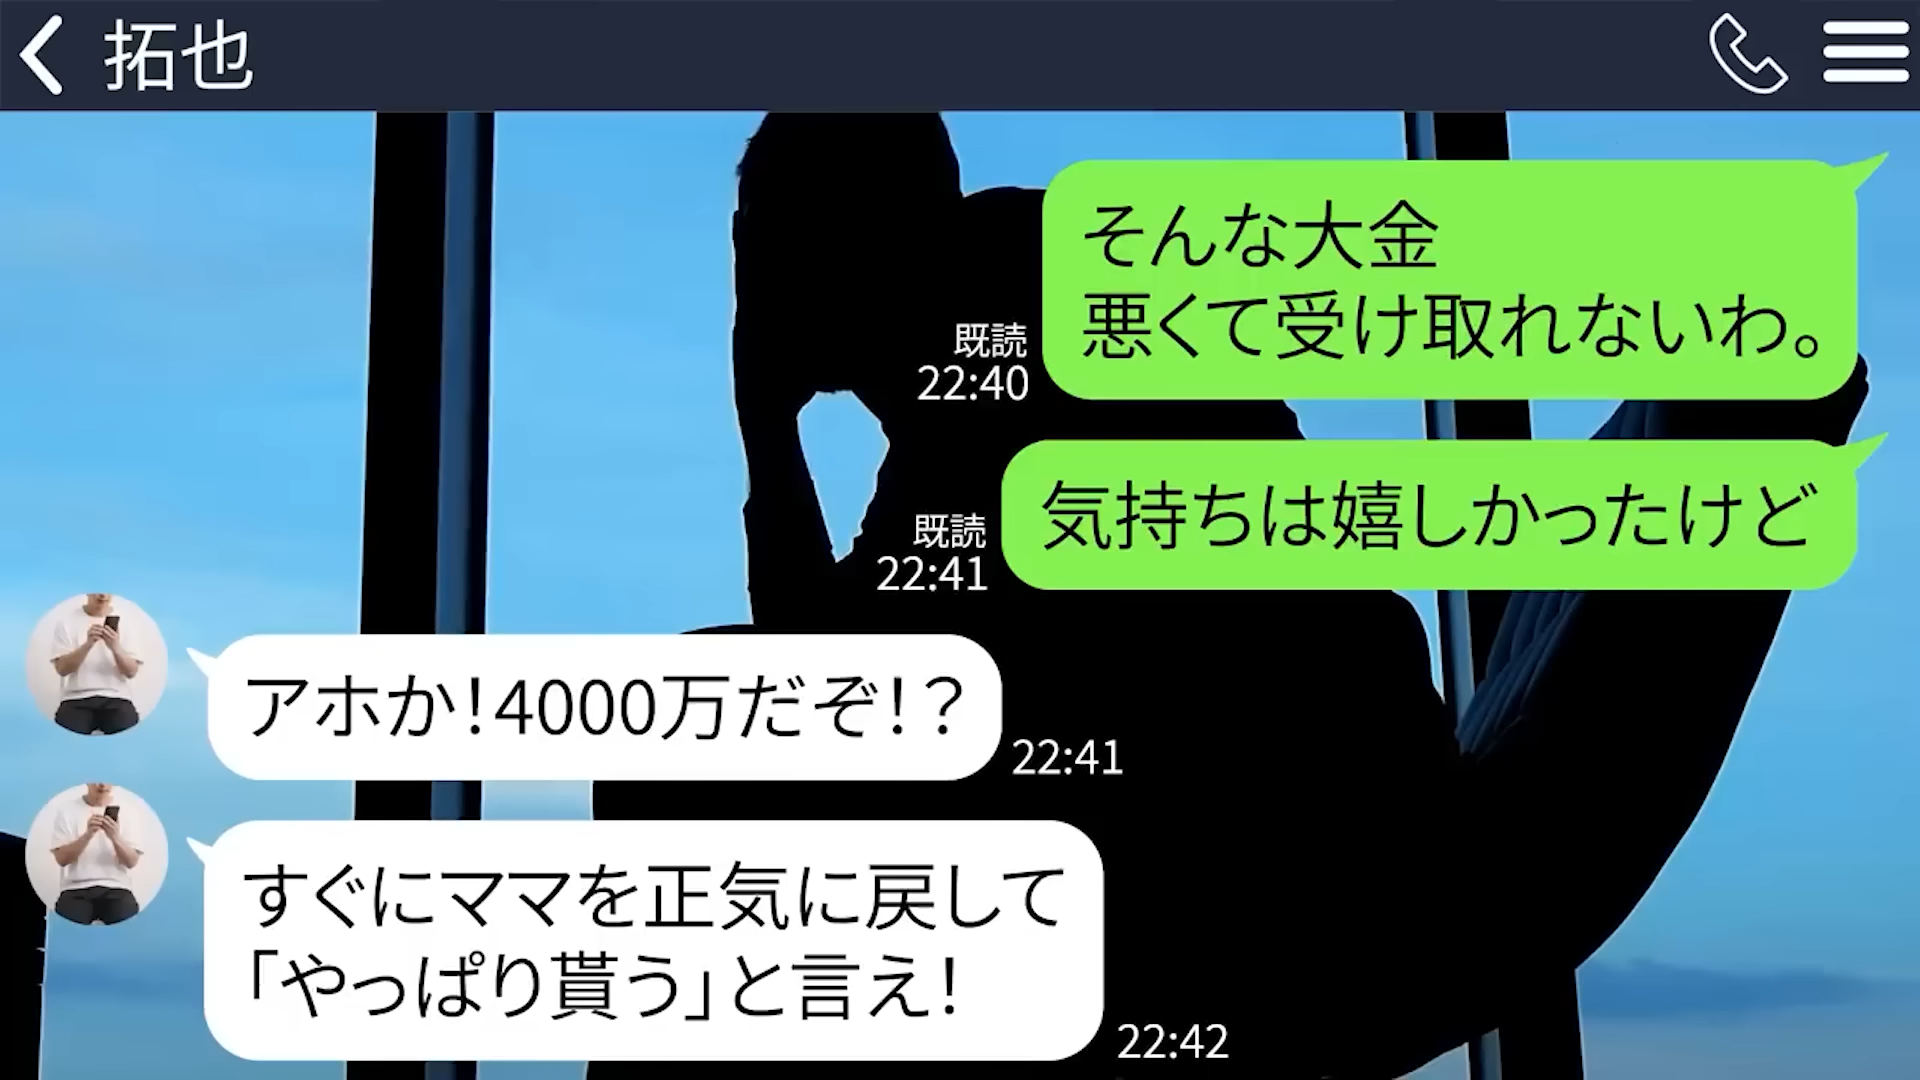 拓也
そんな大金
悪くて受け取れないわ。
既読
22:40
気持ちは嬉しかったけど
既読
22:41
アホか！4000万だぞ！？
22:41
すぐにママを正気に戻して
「やっぱり貰う」と言え！
22:42